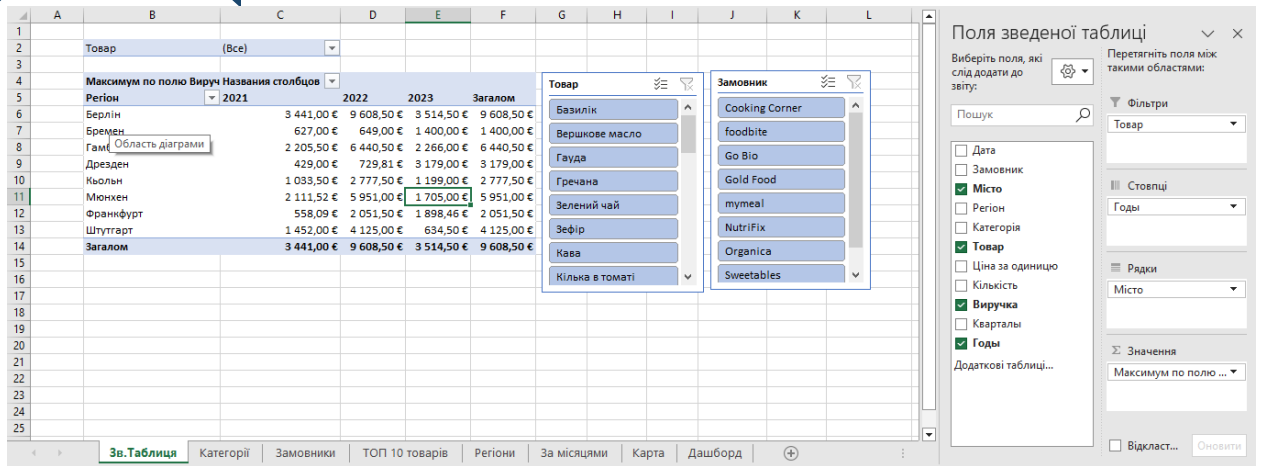 A B C D E F G H I J K L
1
2 Товар (Все)
3
4 Максимум по полю Вируч Названия столбцов
5 Регіон 2021 2022 2023 Загалом
6 Берлін 3 441,00 € 9 608,50 € 3 514,50 € 9 608,50 €
7 Бремен 627,00 € 649,00 € 1 400,00 € 1 400,00 €
8 Гам 2 205,50 € 6 440,50 € 2 266,00 € 6 440,50 €
Область діаграми
9 Дрезден 429,00 € 729,81 € 3 179,00 € 3 179,00 €
10 Кьольн 1 033,50 € 2 777,50 € 1 199,00 € 2 777,50 €
11 Мюнхен 2 111,52 € 5 951,00 € 1 705,00 € 5 951,00 €
12 Франкфурт 558,09 € 2 051,50 € 1 898,46 € 2 051,50 €
13 Штутгарт 1 452,00 € 4 125,00 € 634,50 € 4 125,00 €
14 Загалом 3 441,00 € 9 608,50 € 3 514,50 € 9 608,50 €
15
16
17
18
19
20
21
22
23
24
25
Товар
Базилік
Вершкове масло
Гауда
Гречана
Зелений чай
Зефір
Кава
Кілька в томаті
Замовник
Cooking Corner
foodbite
Go Bio
Gold Food
mymeal
NutriFix
Organica
Sweetables
Зв.Таблиця Категорії Замовники ТОП 10 товарів Регіони За місяцями Карта Дашборд
Поля зведеної таблиці
Виберіть поля, які
слід додати до
звіту:
Пошук
Дата
Замовник
Місто
Регіон
Категорія
Товар
Ціна за одиницю
Кількість
Виручка
Кварталы
Годы
Додаткові таблиці...
Перетягніть поля між
такими областями:
Фільтри
Товар
Стовпці
Годы
Рядки
Місто
Σ Значення
Максимум по полю ...
Відкласт... Оновити